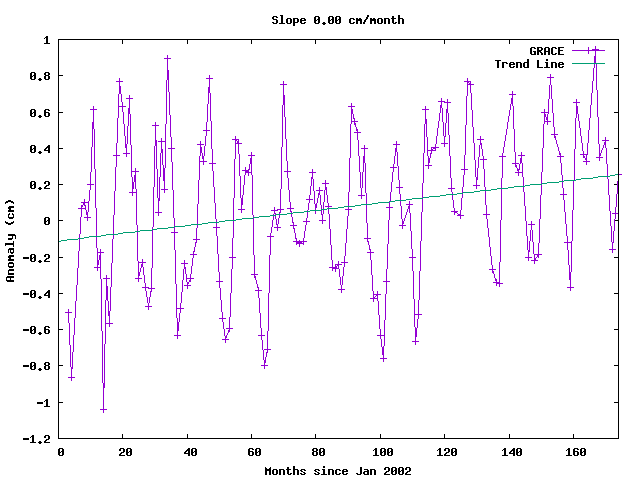 Slope 0.00 cm/month
GRACE
Trend Line
1
0.8
0.6
0.4
0.2
0
-0.2
-0.4
-0.6
-0.8
-1
-1.2
Anomaly (cm)
0 20 40 60 80 100 120 140 160
Months since Jan 2002